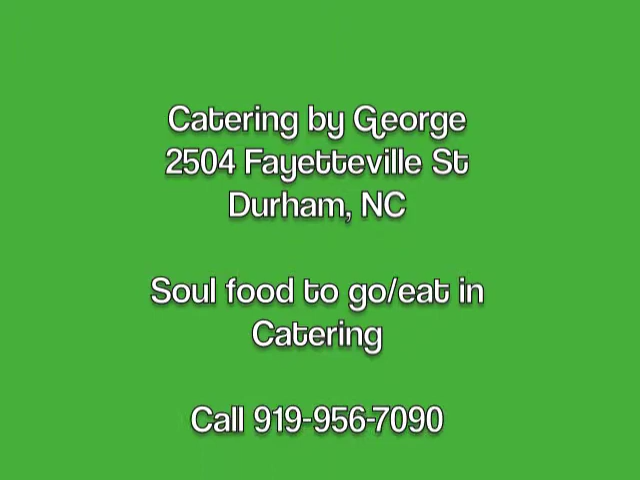 Catering by George
2504 Fayetteville St
Durham, NC
Soul food to go/eat in
Catering
Call 919-956-7090